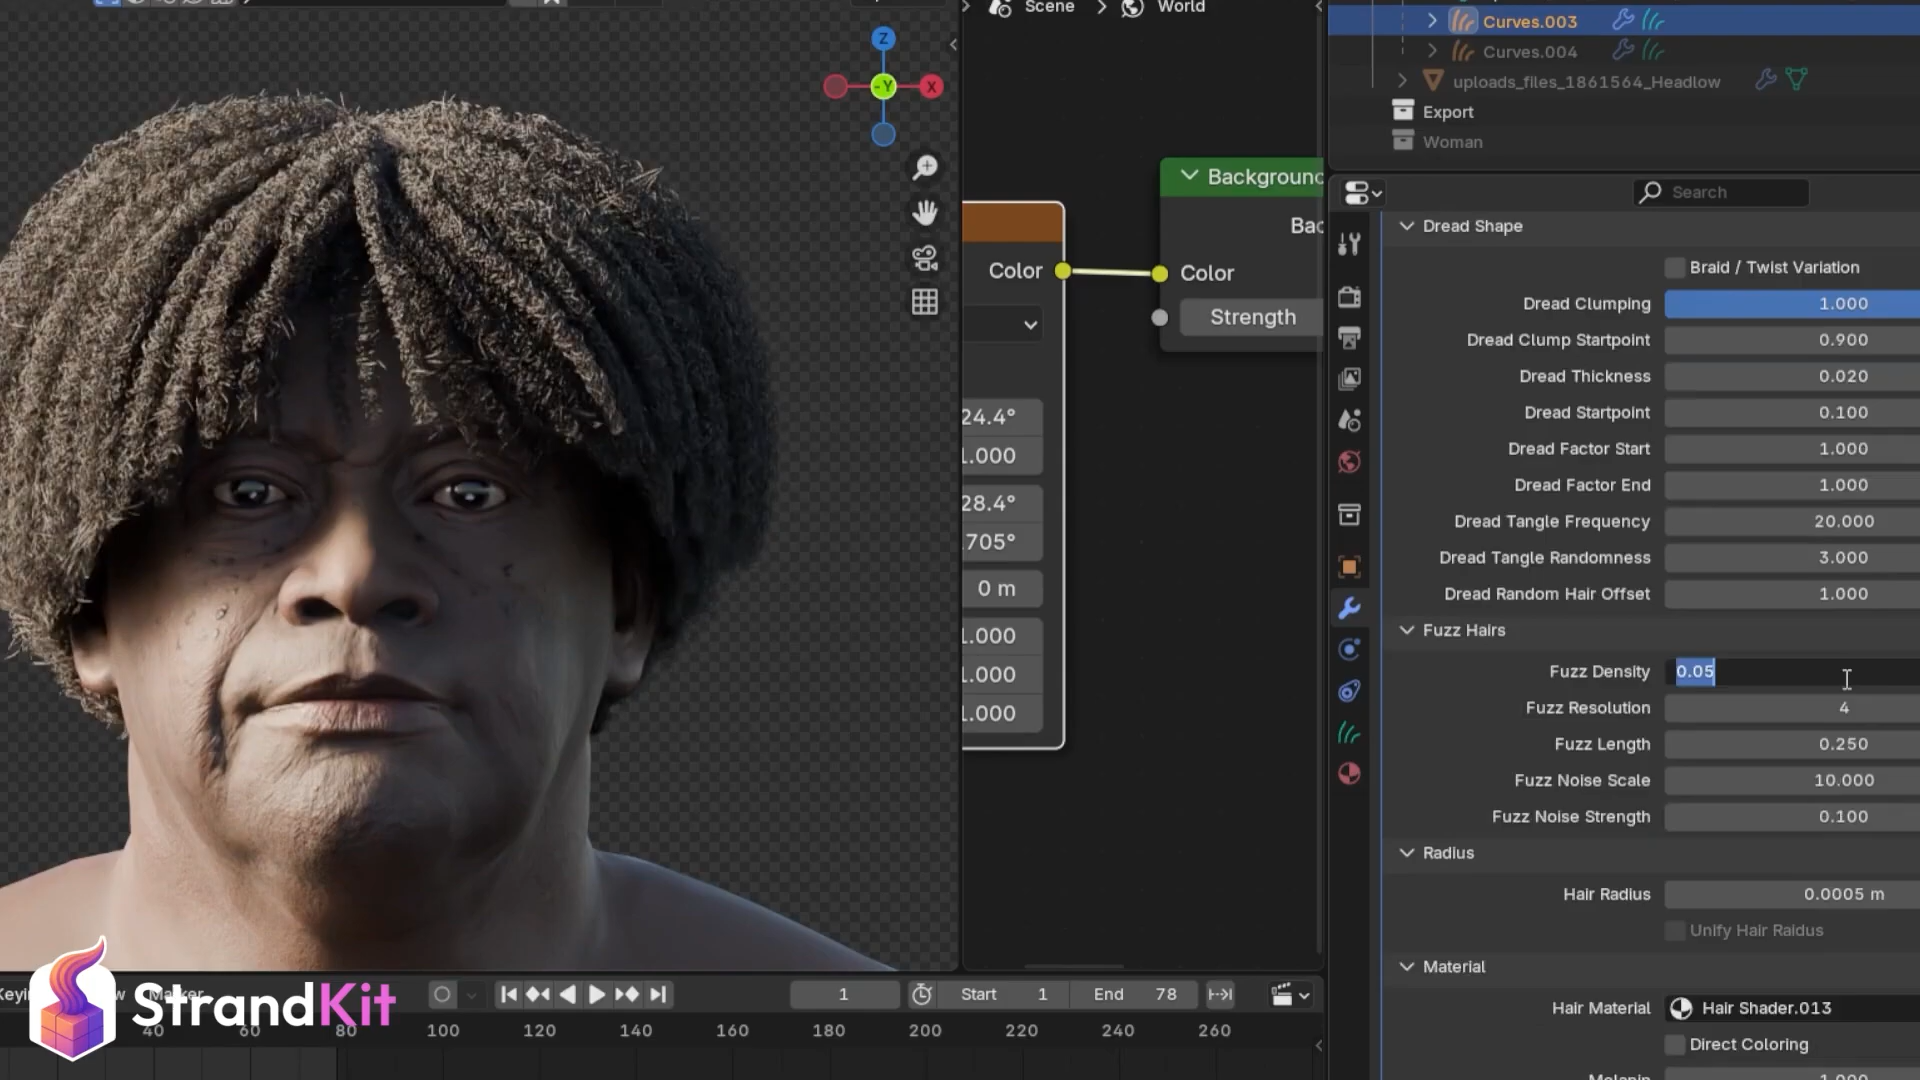 Scene
World
Curves.003
Curves.004
uploads_files_1861564_Headlow
Export
Woman
Z
-Y
X
Search
Background
Color
Color
Strength
24.4°
28.4°
705°
0 m
Dread Shape
Braid / Twist Variation
Dread Clumping 1.000
Dread Clump Startpoint 0.900
Dread Thickness 0.020
Dread Startpoint 0.100
Dread Factor Start 1.000
Dread Factor End 1.000
Dread Tangle Frequency 20.000
Dread Tangle Randomness 3.000
Dread Random Hair Offset 1.000
Fuzz Hairs
Fuzz Density 0.05
Fuzz Resolution 4
Fuzz Length 0.250
Fuzz Noise Scale 10.000
Fuzz Noise Strength 0.100
Radius
Hair Radius 0.0005 m
Unify Hair Raidus
Material
Hair Material Hair Shader.013
Direct Coloring
StrandKit
1
Start 1
End 78
40 60 80 100 120 140 160 180 200 220 240 260